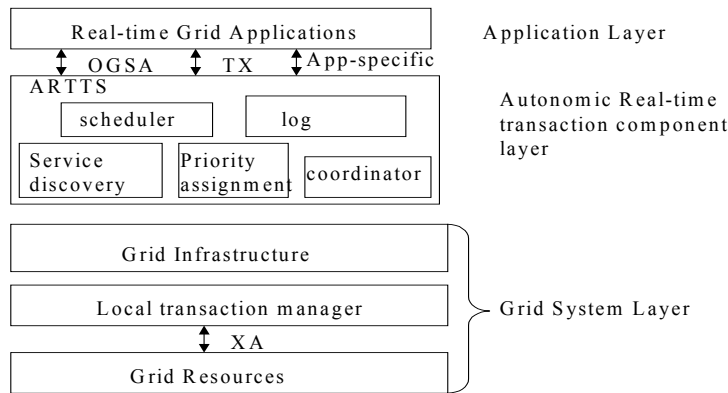 Real-time Grid Applications
Application Layer
OGSA
TX
App-specific
ARTTS
scheduler
log
Service
discovery
Priority
assignment
coordinator
Autonomic Real-time
transaction component
layer
Grid Infrastructure
Local transaction manager
XA
Grid Resources
Grid System Layer